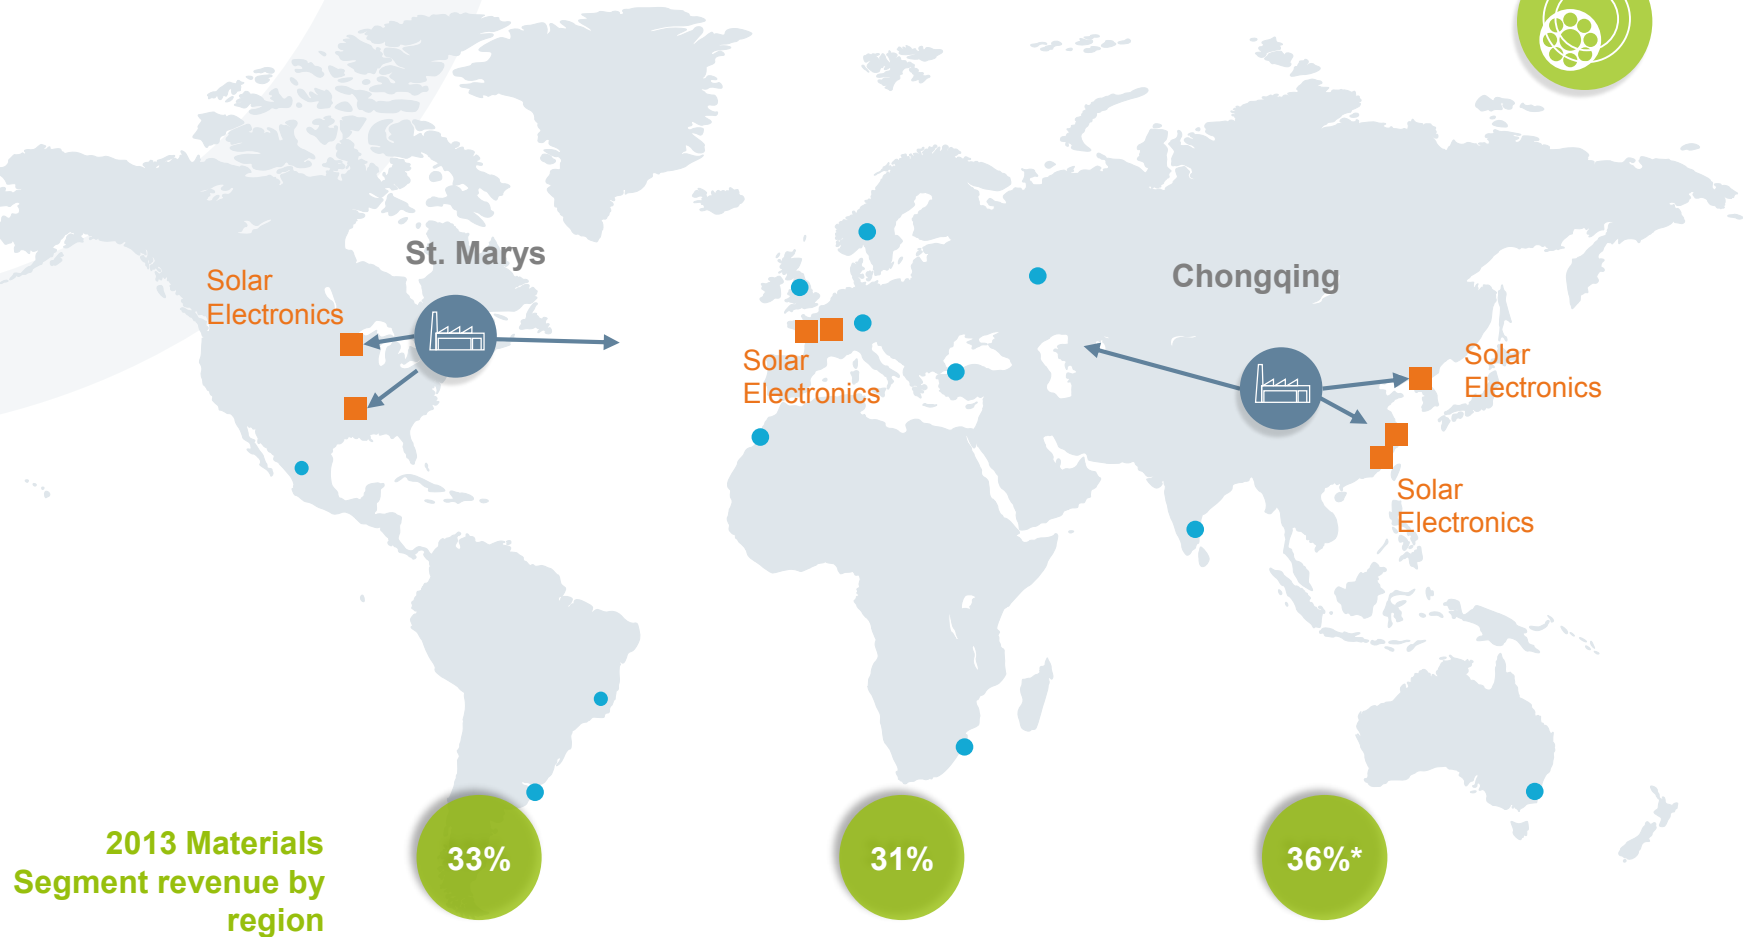 St. Marys
Solar
Electronics
Chongqing
Solar
Electronics
Solar
Electronics
Solar
Electronics
2013 Materials
Segment revenue by
region
33%
31%
36%*